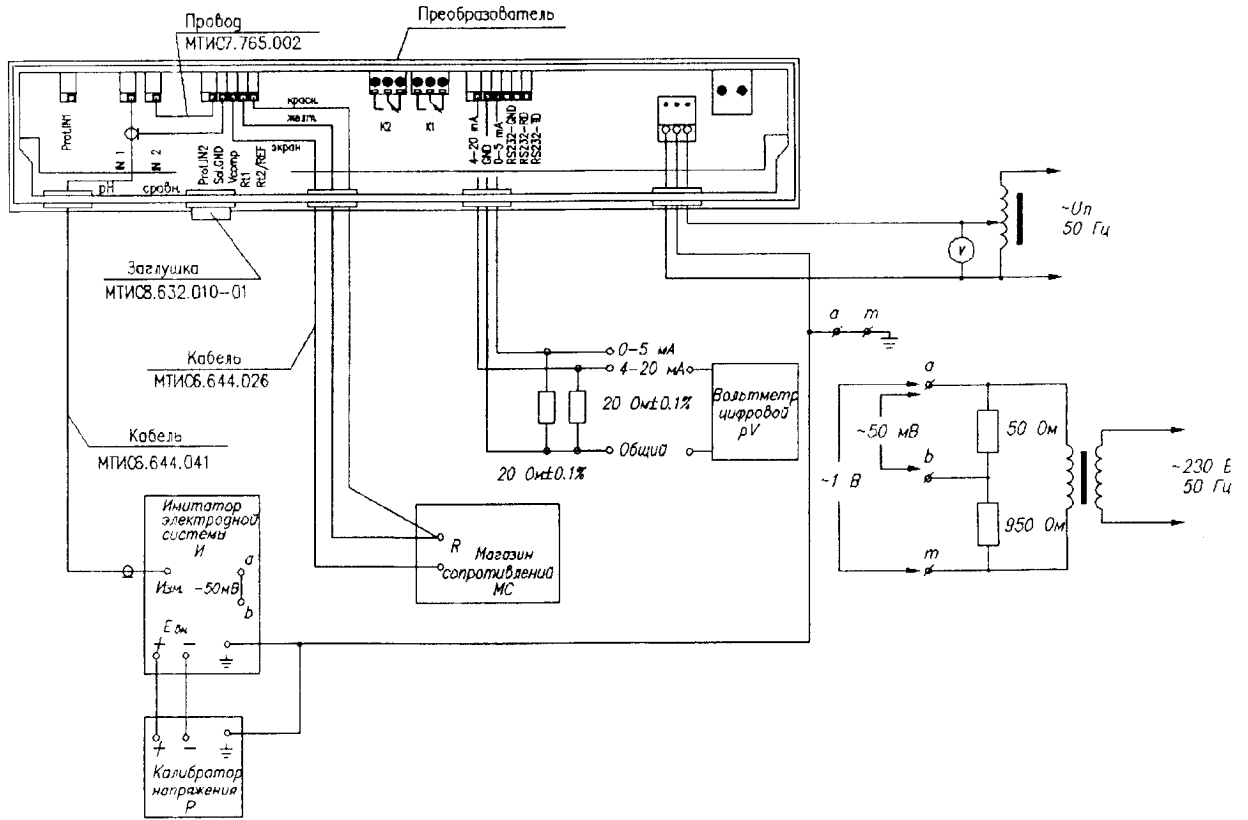 Провод
МТИС7.765.002
Преобразователь
красн.
желт.
экран
K2
K1
Prot.IN1
IN 1
IN 2
Prot.IN2
Sol.GND
Vcomp
Rt1
Rt2/REF
4-20 mA
GND
0-5 mA
RS232-GND
RS232-RD
RS232-TD
pH
сравн.
Заглушка
МТИС8.632.010-01
V
~Uп
50 Гц
Кабель
МТИС6.644.026
Кабель
МТИС6.644.041
a
m
0-5 мА
4-20 мА
20 Ом±0.1%
Общий
20 Ом±0.1%
Вольтметр
цифровой
pV
a
50 Ом
~50 мВ
b
~1 В
950 Ом
m
~230 В
50 Гц
Имитатор
электродной
системы
И
Изм.
-50мВ
a
b
Eвн
+
-
R
Магазин
сопротивлений
МС
+
-
Калибратор
напряжения
P